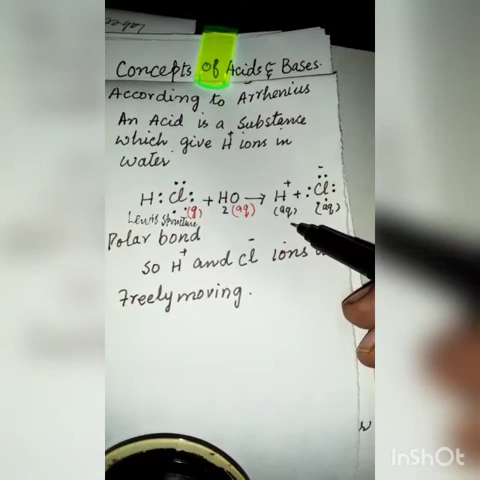 Concepts Of Acids & Bases.
According to Arrhenius
An Acid is a Substance
which give H⁺ ions in
water
H:Cl:(g) + H2O(aq) → H⁺(aq) + :Cl:⁻(aq)
Lewis structure
Polar bond
So H⁺ and Cl⁻ ions
Freely moving.
InShOt